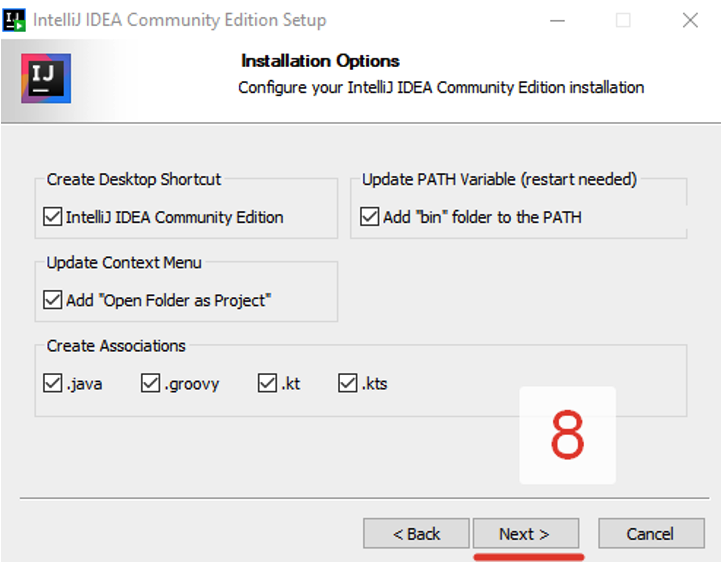 IntelliJ IDEA Community Edition Setup
IJ
Installation Options
Configure your IntelliJ IDEA Community Edition installation
Create Desktop Shortcut
IntelliJ IDEA Community Edition
Update PATH Variable (restart needed)
Add "bin" folder to the PATH
Update Context Menu
Add "Open Folder as Project"
Create Associations
.java .groovy .kt .kts
8
< Back Next > Cancel